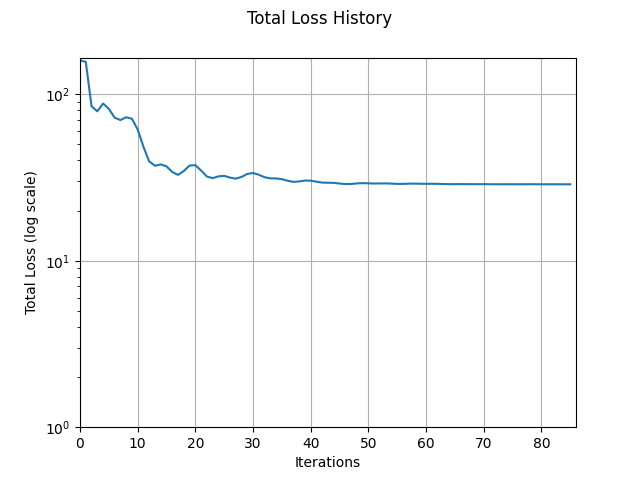 Total Loss History
Total Loss (log scale)
10²
10¹
10⁰
0 10 20 30 40 50 60 70 80
Iterations